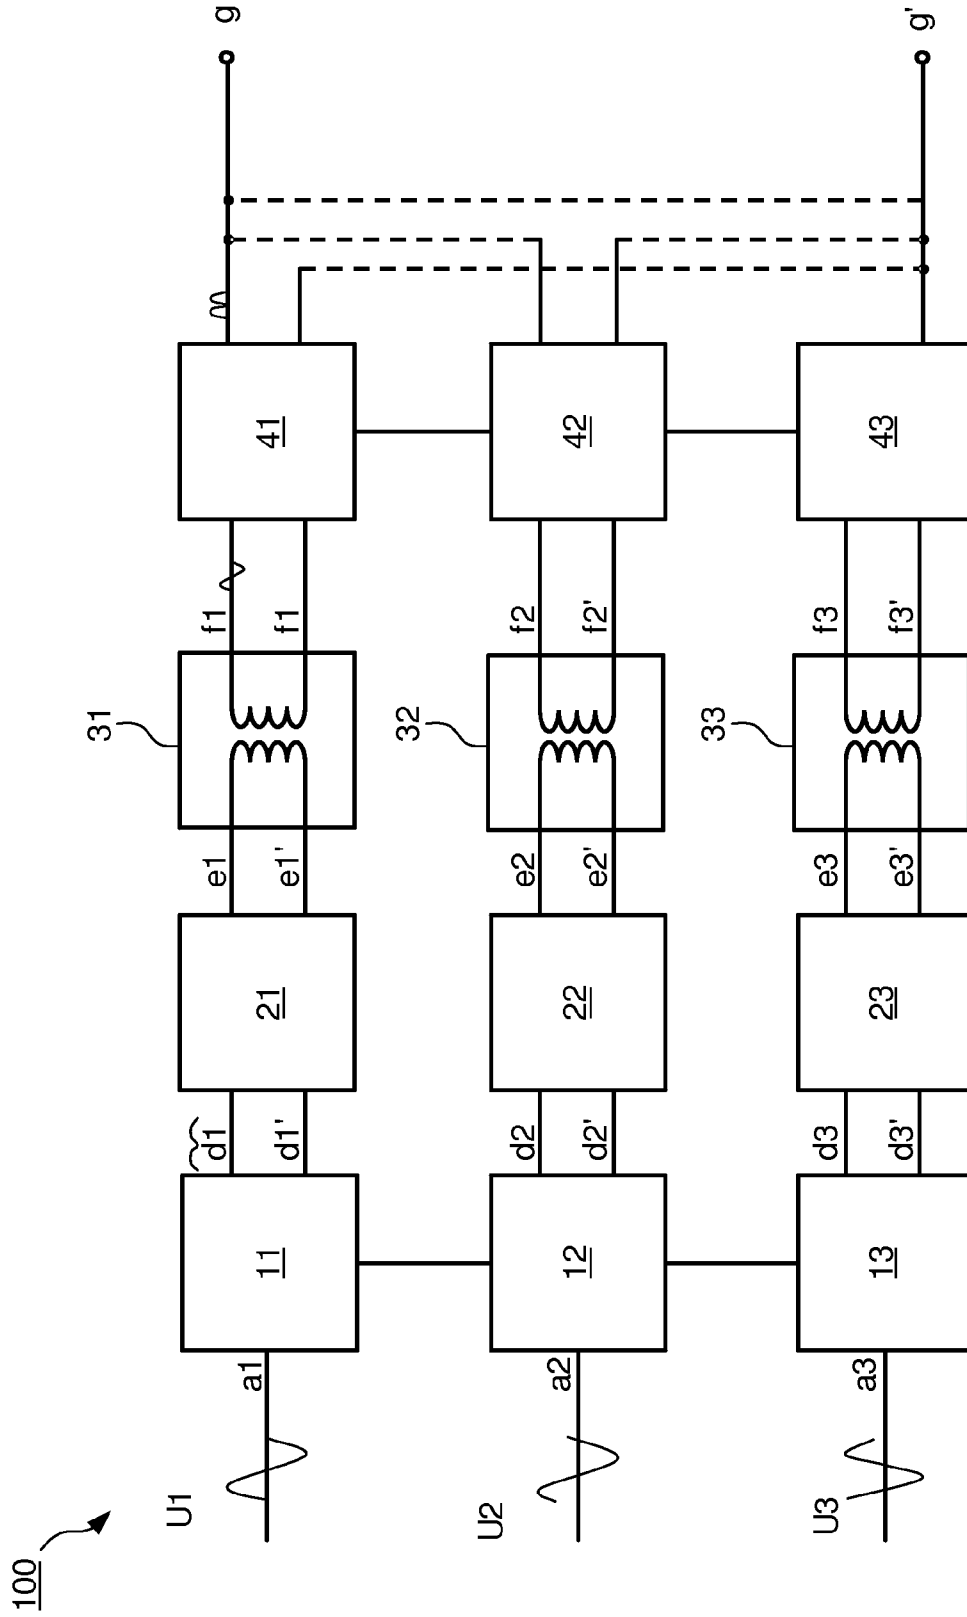 100
U1
a1
11
d1
d1'
21
e1
e1'
31
f1
f1
41
g
U2
a2
12
d2
d2'
22
e2
e2'
32
f2
f2'
42
U3
a3
13
d3
d3'
23
e3
e3'
33
f3
f3'
43
g'